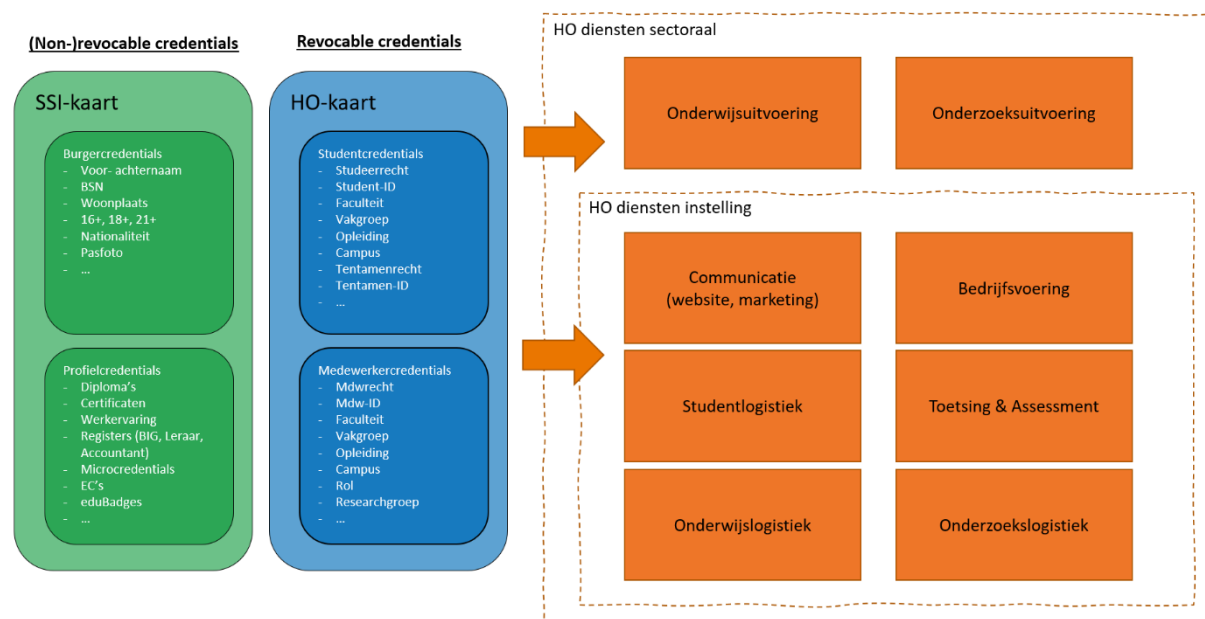 (Non-)revocable credentials
SSI-kaart
Burgercredentials
- Voor- achternaam
- BSN
- Woonplaats
- 16+, 18+, 21+
- Nationaliteit
- Pasfoto
- ...
Profielcredentials
- Diploma's
- Certificaten
- Werkervaring
- Registers (BIG, Leraar,
Accountant)
- Microcredentials
- EC's
- eduBadges
- ...
Revocable credentials
HO-kaart
Studentcredentials
- Studeerrecht
- Student-ID
- Faculteit
- Vakgroep
- Opleiding
- Campus
- Tentamenrecht
- Tentamen-ID
- ...
Medewerkercredentials
- Mdwrecht
- Mdw-ID
- Faculteit
- Vakgroep
- Opleiding
- Campus
- Rol
- Researchgroep
- ...
HO diensten sectoraal
Onderwijsuitvoering
Onderzoeksuitvoering
HO diensten instelling
Communicatie
(website, marketing)
Bedrijfsvoering
Studentlogistiek
Toetsing & Assessment
Onderwijslogistiek
Onderzoekslogistiek